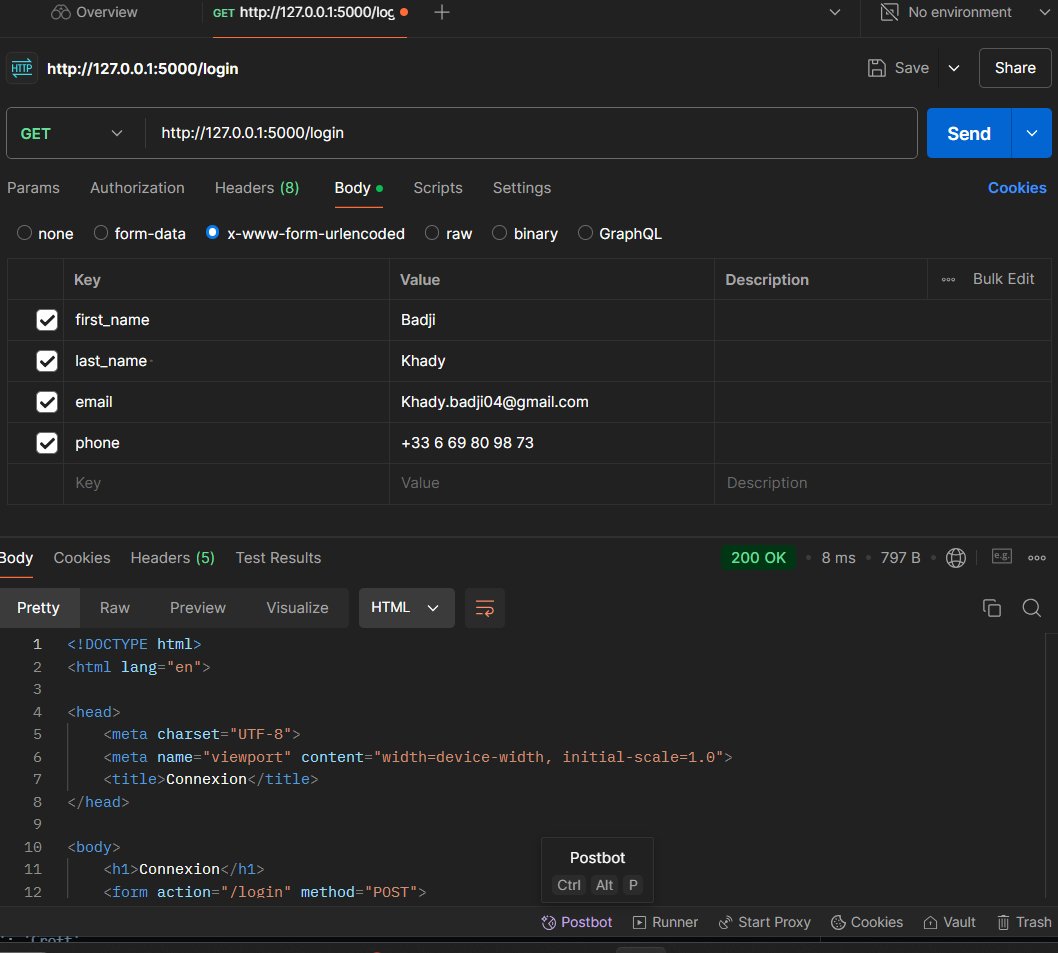 Overview GET http://127.0.0.1:5000/log No environment
HTTP http://127.0.0.1:5000/login Save Share
GET http://127.0.0.1:5000/login Send
Params Authorization Headers (8) Body Scripts Settings Cookies
none form-data x-www-form-urlencoded raw binary GraphQL
Key Value Description Bulk Edit
first_name Badji
last_name Khady
email Khady.badji04@gmail.com
phone +33 6 69 80 98 73
Key Value Description
Body Cookies Headers (5) Test Results 200 OK • 8 ms • 797 B • e.g.
Pretty Raw Preview Visualize HTML
1 <!DOCTYPE html>
2 <html lang="en">
3
4 <head>
5 <meta charset="UTF-8">
6 <meta name="viewport" content="width=device-width, initial-scale=1.0">
7 <title>Connexion</title>
8 </head>
9
10 <body>
11 <h1>Connexion</h1>
12 <form action="/login" method="POST">
Postbot
Ctrl Alt P
Postbot Runner Start Proxy Cookies Vault Trash